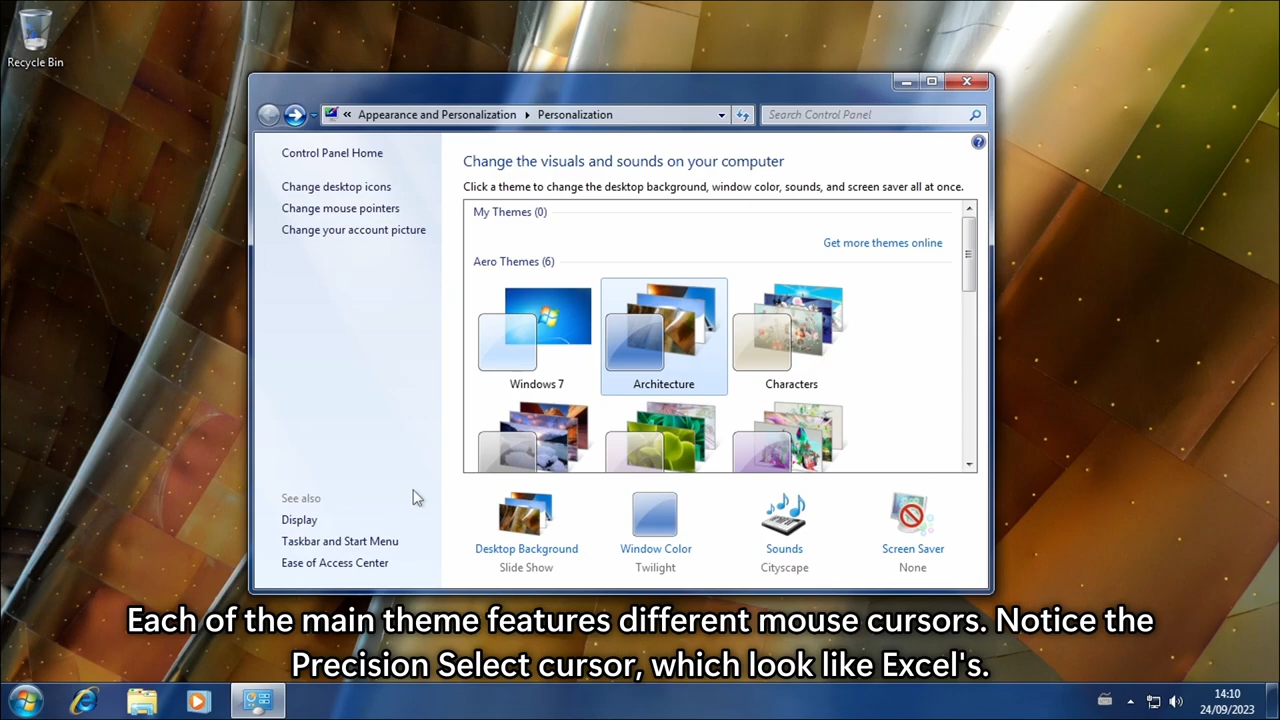 Recycle Bin
« Appearance and Personalization Personalization
Search Control Panel
Control Panel Home
Change desktop icons
Change mouse pointers
Change your account picture
See also
Display
Taskbar and Start Menu
Ease of Access Center
Change the visuals and sounds on your computer
Click a theme to change the desktop background, window color, sounds, and screen saver all at once.
My Themes (0)
Get more themes online
Aero Themes (6)
Windows 7
Architecture
Characters
Desktop Background
Slide Show
Window Color
Twilight
Sounds
Cityscape
Screen Saver
None
Each of the main theme features different mouse cursors. Notice the
Precision Select cursor, which look like Excel's.
14:10
24/09/2023